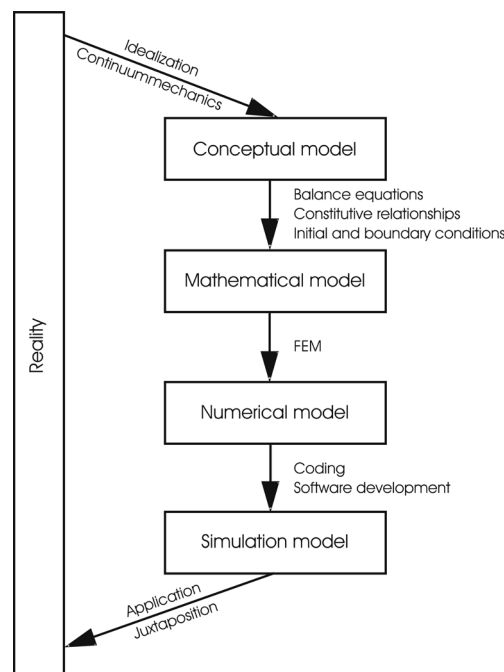 Reality
Idealization
Continuummechanics
Conceptual model
Balance equations
Constitutive relationships
Initial and boundary conditions
Mathematical model
FEM
Numerical model
Coding
Software development
Simulation model
Application
Juxtaposition